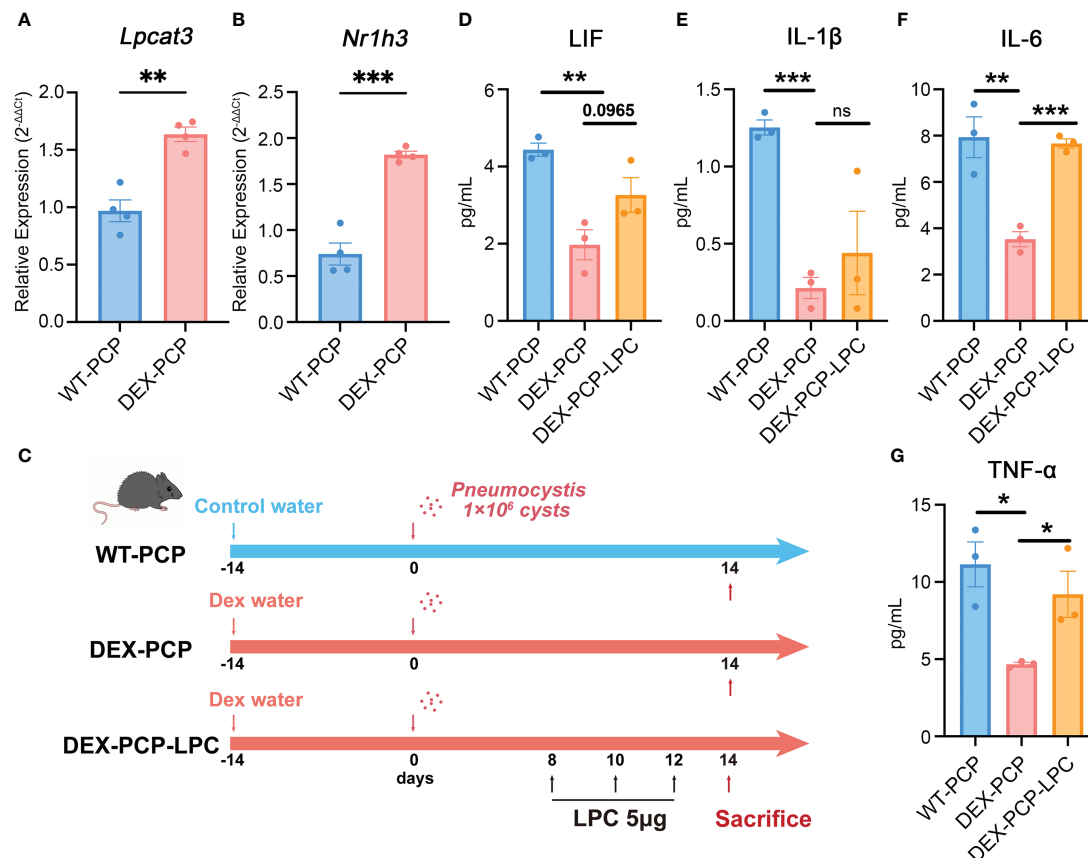 A
Lpcat3
**
Relative Expression (2-ΔΔCt)
2.0
1.5
1.0
0.5
0.0
WT-PCP
DEX-PCP
B
Nr1h3
***
Relative Expression (2-ΔΔCt)
2.5
2.0
1.5
1.0
0.5
0.0
WT-PCP
DEX-PCP
D
LIF
**
0.0965
pg/mL
6
4
2
0
WT-PCP
DEX-PCP
DEX-PCP-LPC
E
IL-1β
***
ns
pg/mL
1.5
1.0
0.5
0.0
WT-PCP
DEX-PCP
DEX-PCP-LPC
F
IL-6
**
***
pg/mL
10
8
6
4
2
0
WT-PCP
DEX-PCP
DEX-PCP-LPC
C
Control water
Pneumocystis
1×10⁶ cysts
WT-PCP
-14
0
14
Dex water
DEX-PCP
-14
0
14
Dex water
DEX-PCP-LPC
-14
0
8
10
12
14
days
LPC 5μg
Sacrifice
G
TNF-α
*
*
pg/mL
15
10
5
0
WT-PCP
DEX-PCP
DEX-PCP-LPC